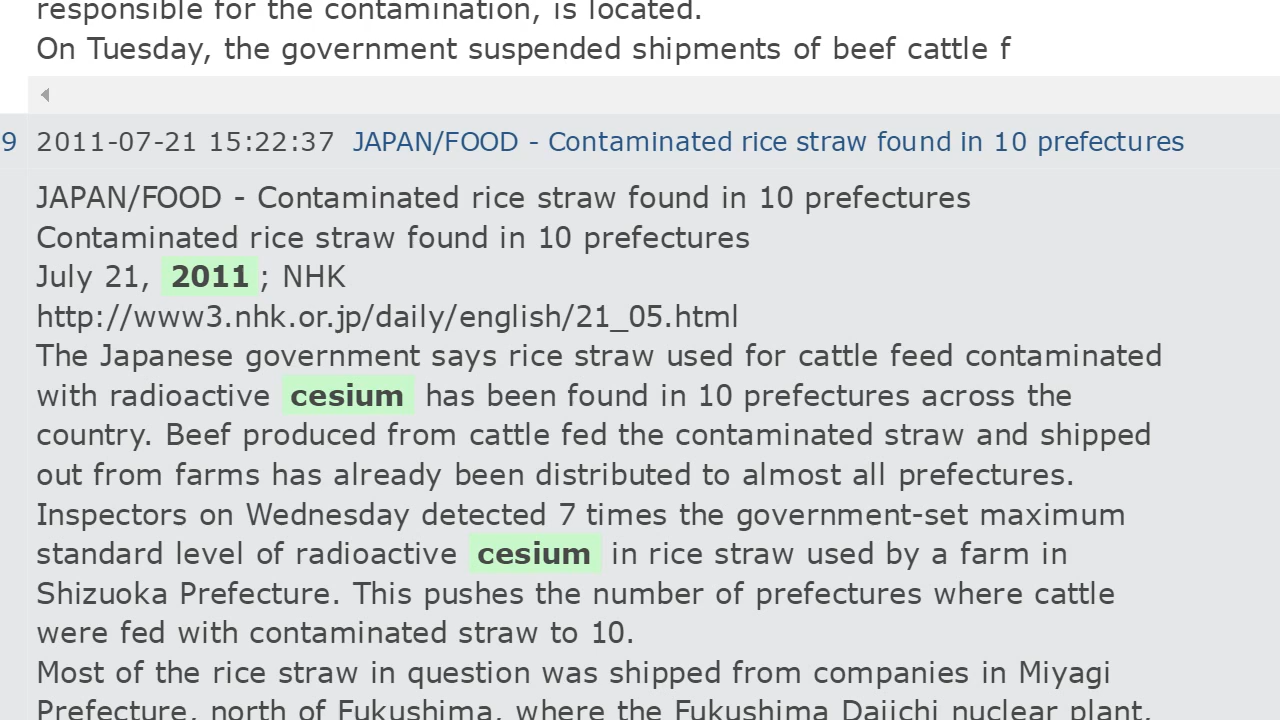 responsible for the contamination, is located.
On Tuesday, the government suspended shipments of beef cattle f
9 2011-07-21 15:22:37 JAPAN/FOOD - Contaminated rice straw found in 10 prefectures
JAPAN/FOOD - Contaminated rice straw found in 10 prefectures
Contaminated rice straw found in 10 prefectures
July 21, 2011; NHK
http://www3.nhk.or.jp/daily/english/21_05.html
The Japanese government says rice straw used for cattle feed contaminated
with radioactive cesium has been found in 10 prefectures across the
country. Beef produced from cattle fed the contaminated straw and shipped
out from farms has already been distributed to almost all prefectures.
Inspectors on Wednesday detected 7 times the government-set maximum
standard level of radioactive cesium in rice straw used by a farm in
Shizuoka Prefecture. This pushes the number of prefectures where cattle
were fed with contaminated straw to 10.
Most of the rice straw in question was shipped from companies in Miyagi
Prefecture, north of Fukushima, where the Fukushima Daiichi nuclear plant,